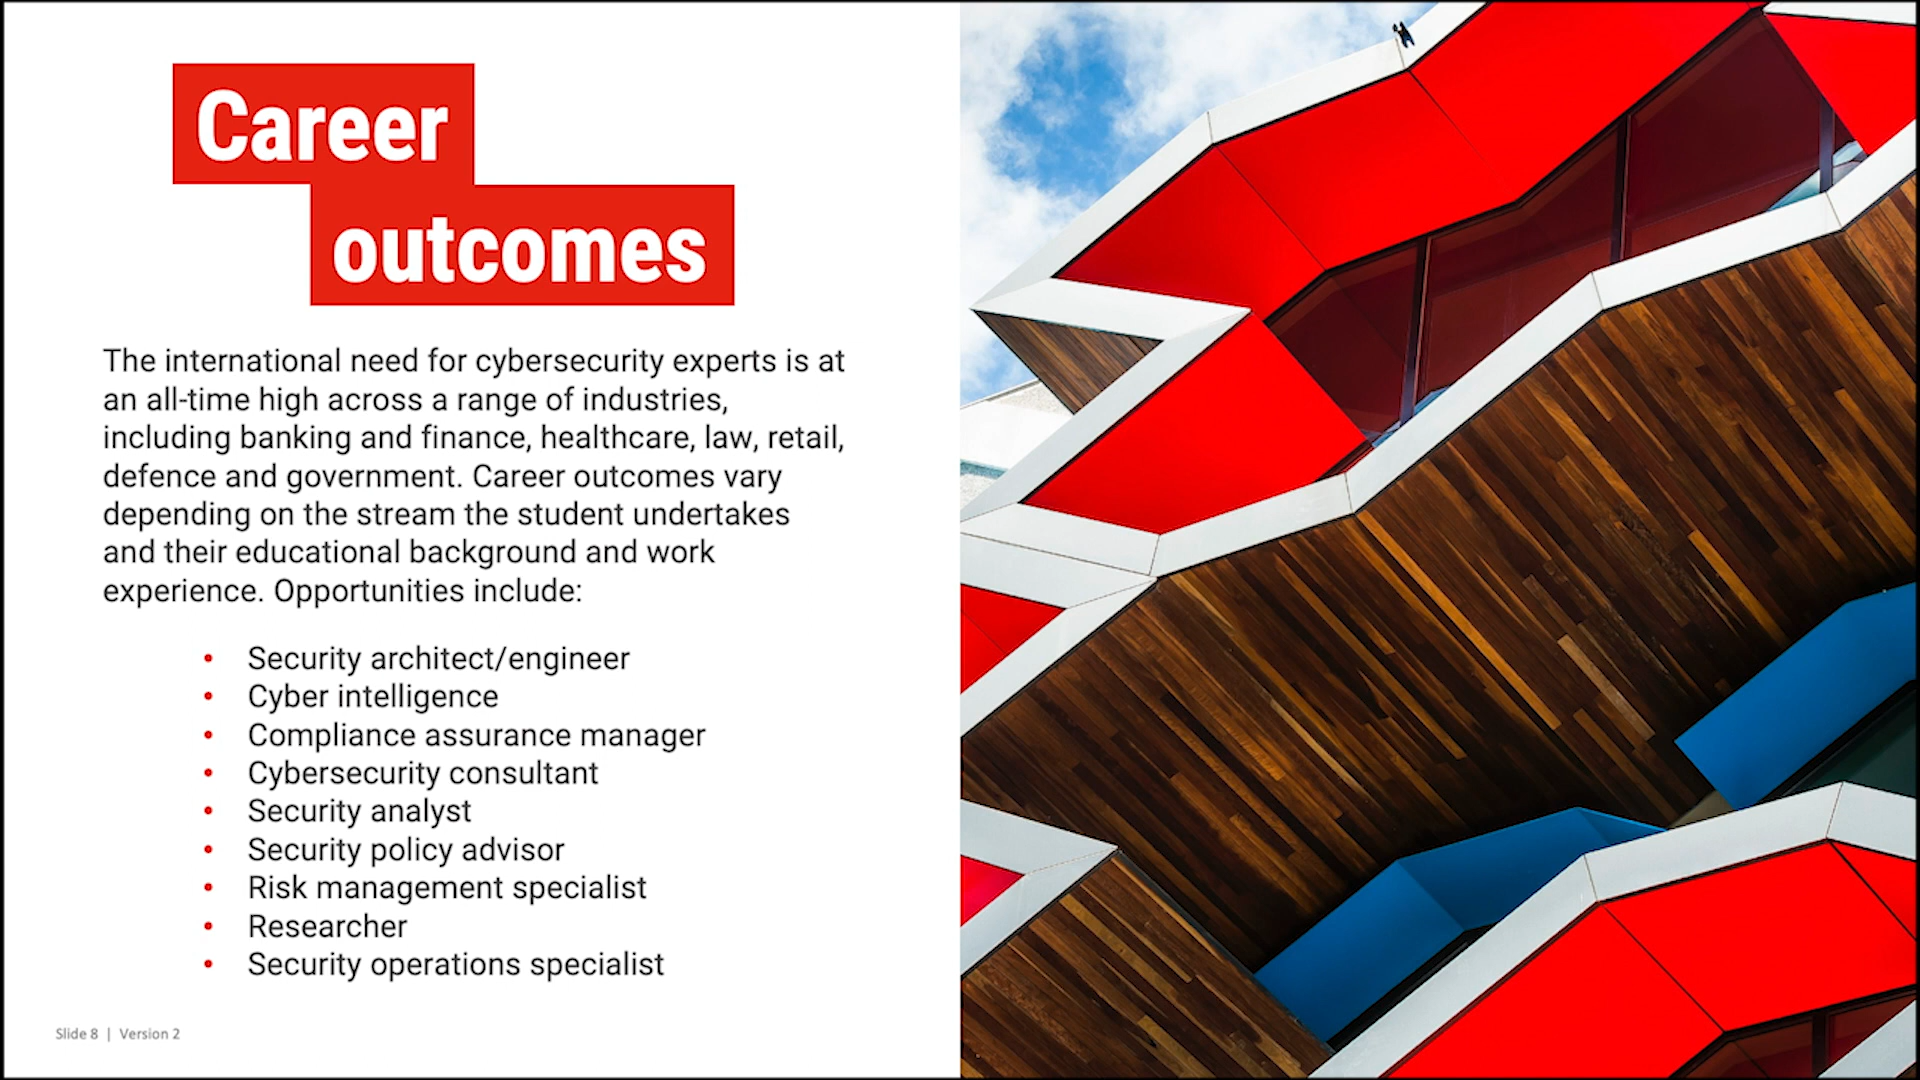 Career
outcomes
The international need for cybersecurity experts is at
an all-time high across a range of industries,
including banking and finance, healthcare, law, retail,
defence and government. Career outcomes vary
depending on the stream the student undertakes
and their educational background and work
experience. Opportunities include:
• Security architect/engineer
• Cyber intelligence
• Compliance assurance manager
• Cybersecurity consultant
• Security analyst
• Security policy advisor
• Risk management specialist
• Researcher
• Security operations specialist
Slide 8 | Version 2